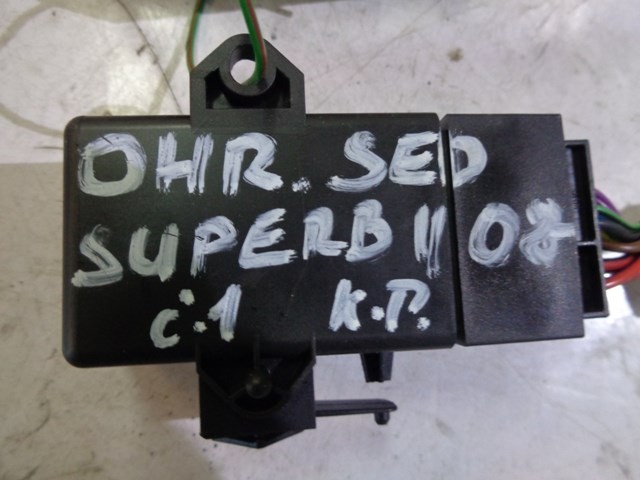 OHR. SED
SUPERB II 08
č.1 K.P.